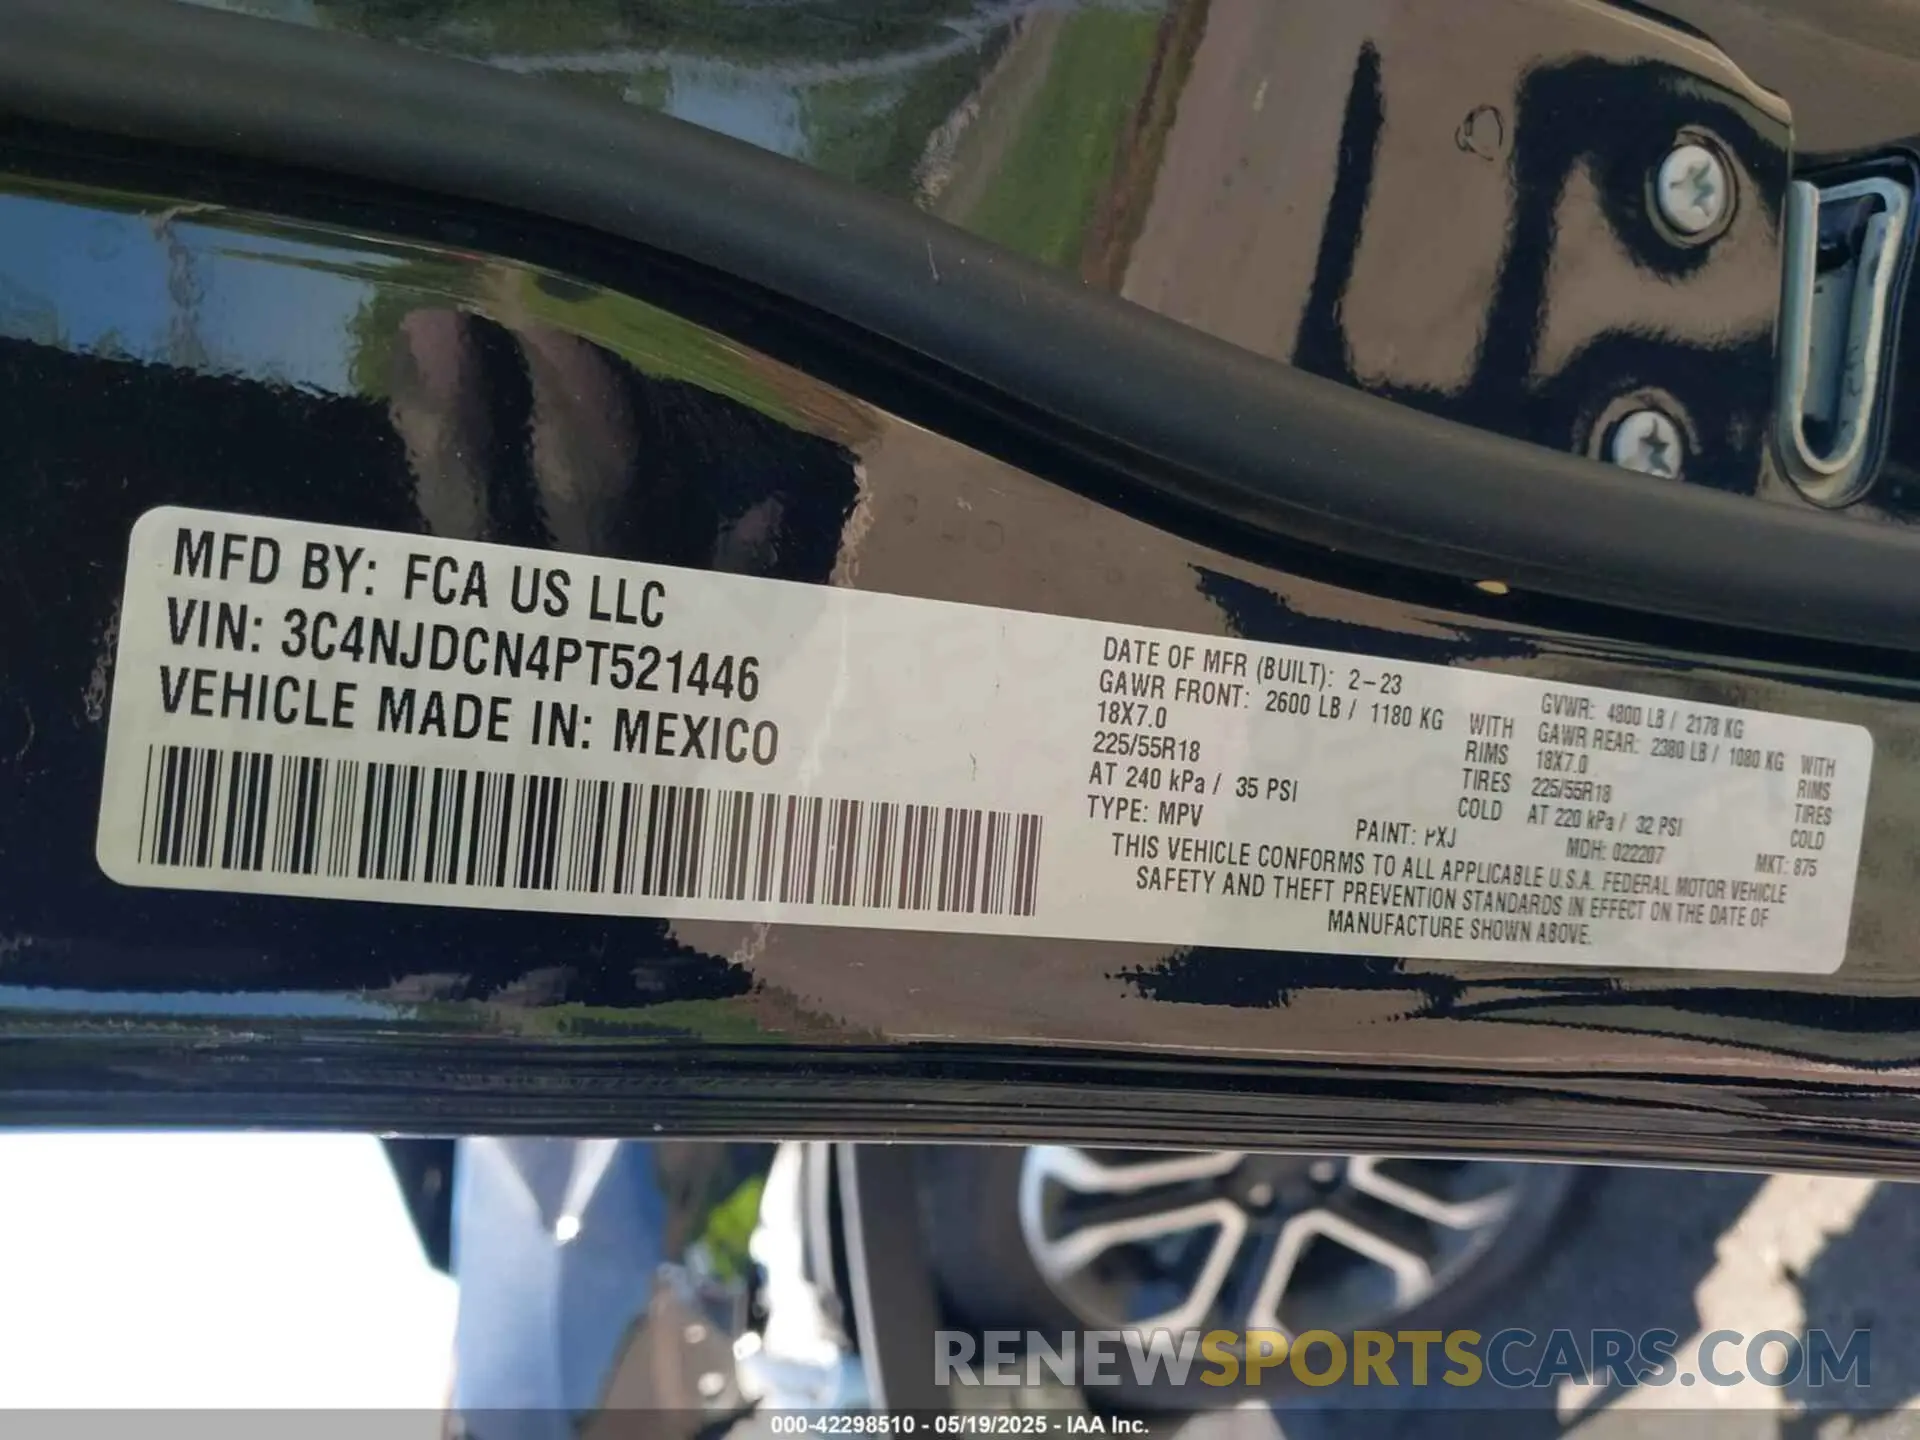 MFD BY: FCA US LLC
VIN: 3C4NJDCN4PT521446
VEHICLE MADE IN: MEXICO
DATE OF MFR (BUILT): 2-23
GAWR FRONT: 2600 LB / 1180 KG WITH
18X7.0 RIMS
225/55R18 TIRES
AT 240 kPa / 35 PSI COLD
TYPE: MPV PAINT: PXJ
GVWR: 4800 LB / 2178 KG
GAWR REAR: 2380 LB / 1080 KG WITH
18X7.0 RIMS
225/55R18 TIRES
AT 220 kPa / 32 PSI COLD
MDH: 022207 MKT: 875
THIS VEHICLE CONFORMS TO ALL APPLICABLE U.S.A. FEDERAL MOTOR VEHICLE
SAFETY AND THEFT PREVENTION STANDARDS IN EFFECT ON THE DATE OF
MANUFACTURE SHOWN ABOVE.
RENEWSPORTSCARS.COM
000-42298510 - 05/19/2025 - IAA Inc.